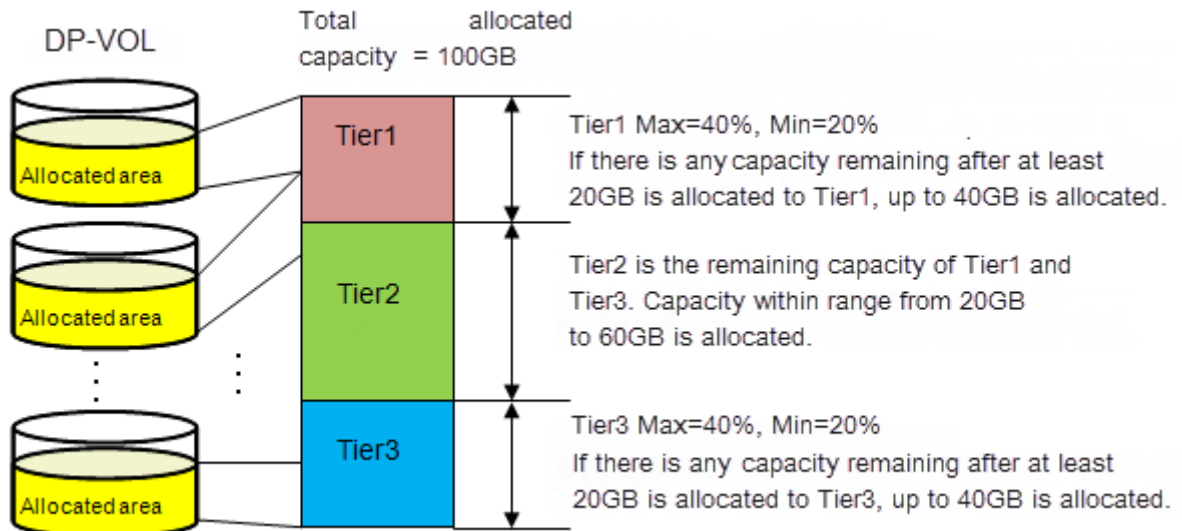 DP-VOL
Total allocated
capacity = 100GB
Allocated area
Allocated area
Allocated area
Tier1
Tier2
Tier3
Tier1 Max=40%, Min=20%
If there is any capacity remaining after at least
20GB is allocated to Tier1, up to 40GB is allocated.
Tier2 is the remaining capacity of Tier1 and
Tier3. Capacity within range from 20GB
to 60GB is allocated.
Tier3 Max=40%, Min=20%
If there is any capacity remaining after at least
20GB is allocated to Tier3, up to 40GB is allocated.